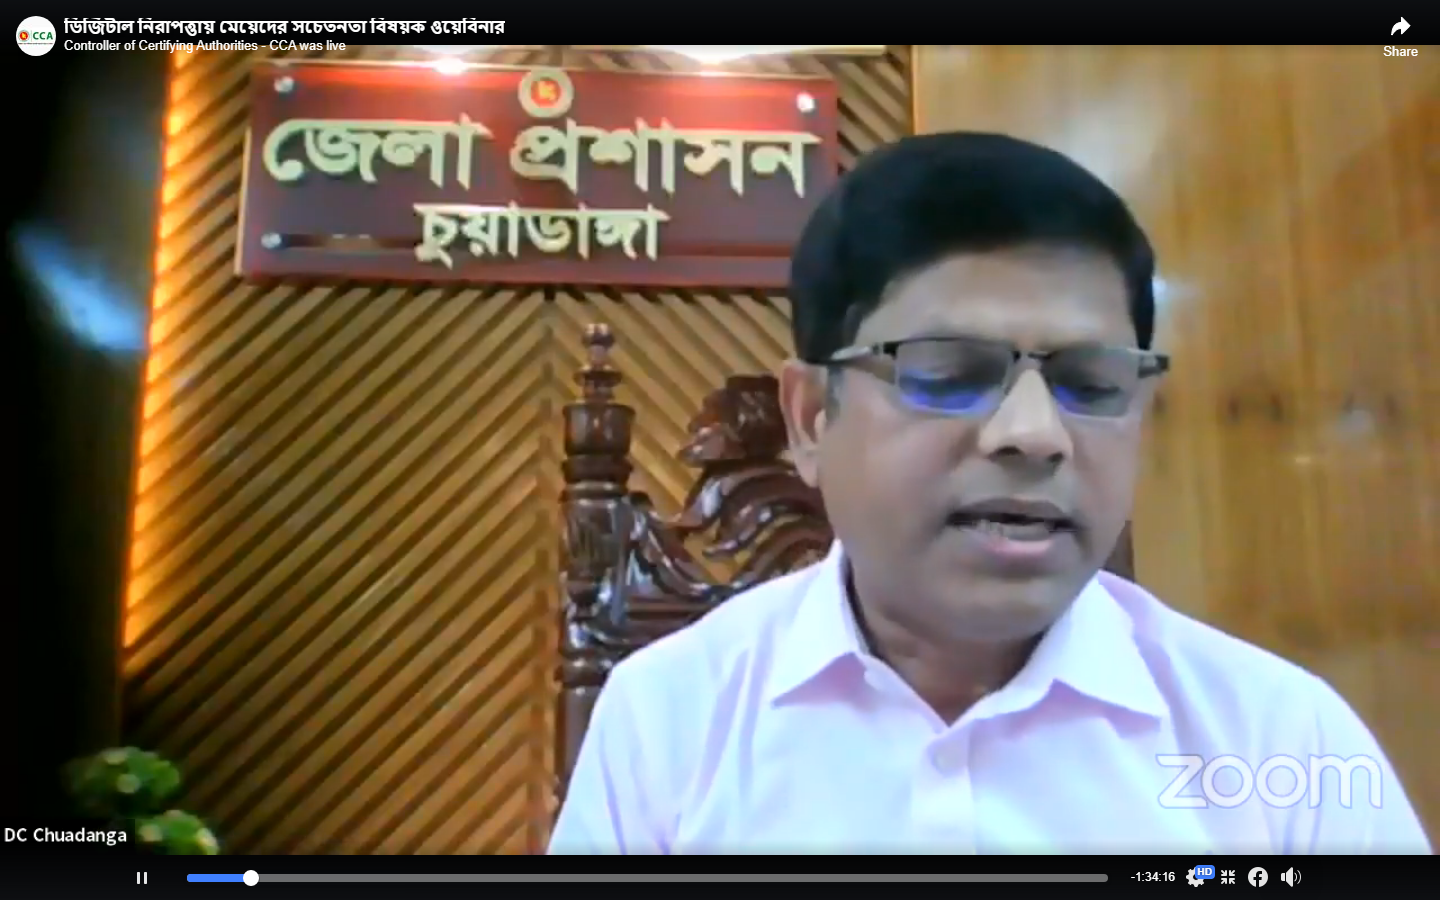 CCA
ডিজিটাল নিরাপত্তায় মেয়েদের সচেতনতা বিষয়ক ওয়েবিনার
Controller of Certifying Authorities - CCA was live
Share
জেলা প্রশাসন
চুয়াডাঙ্গা
zoom
DC Chuadanga
-1:34:16
HD